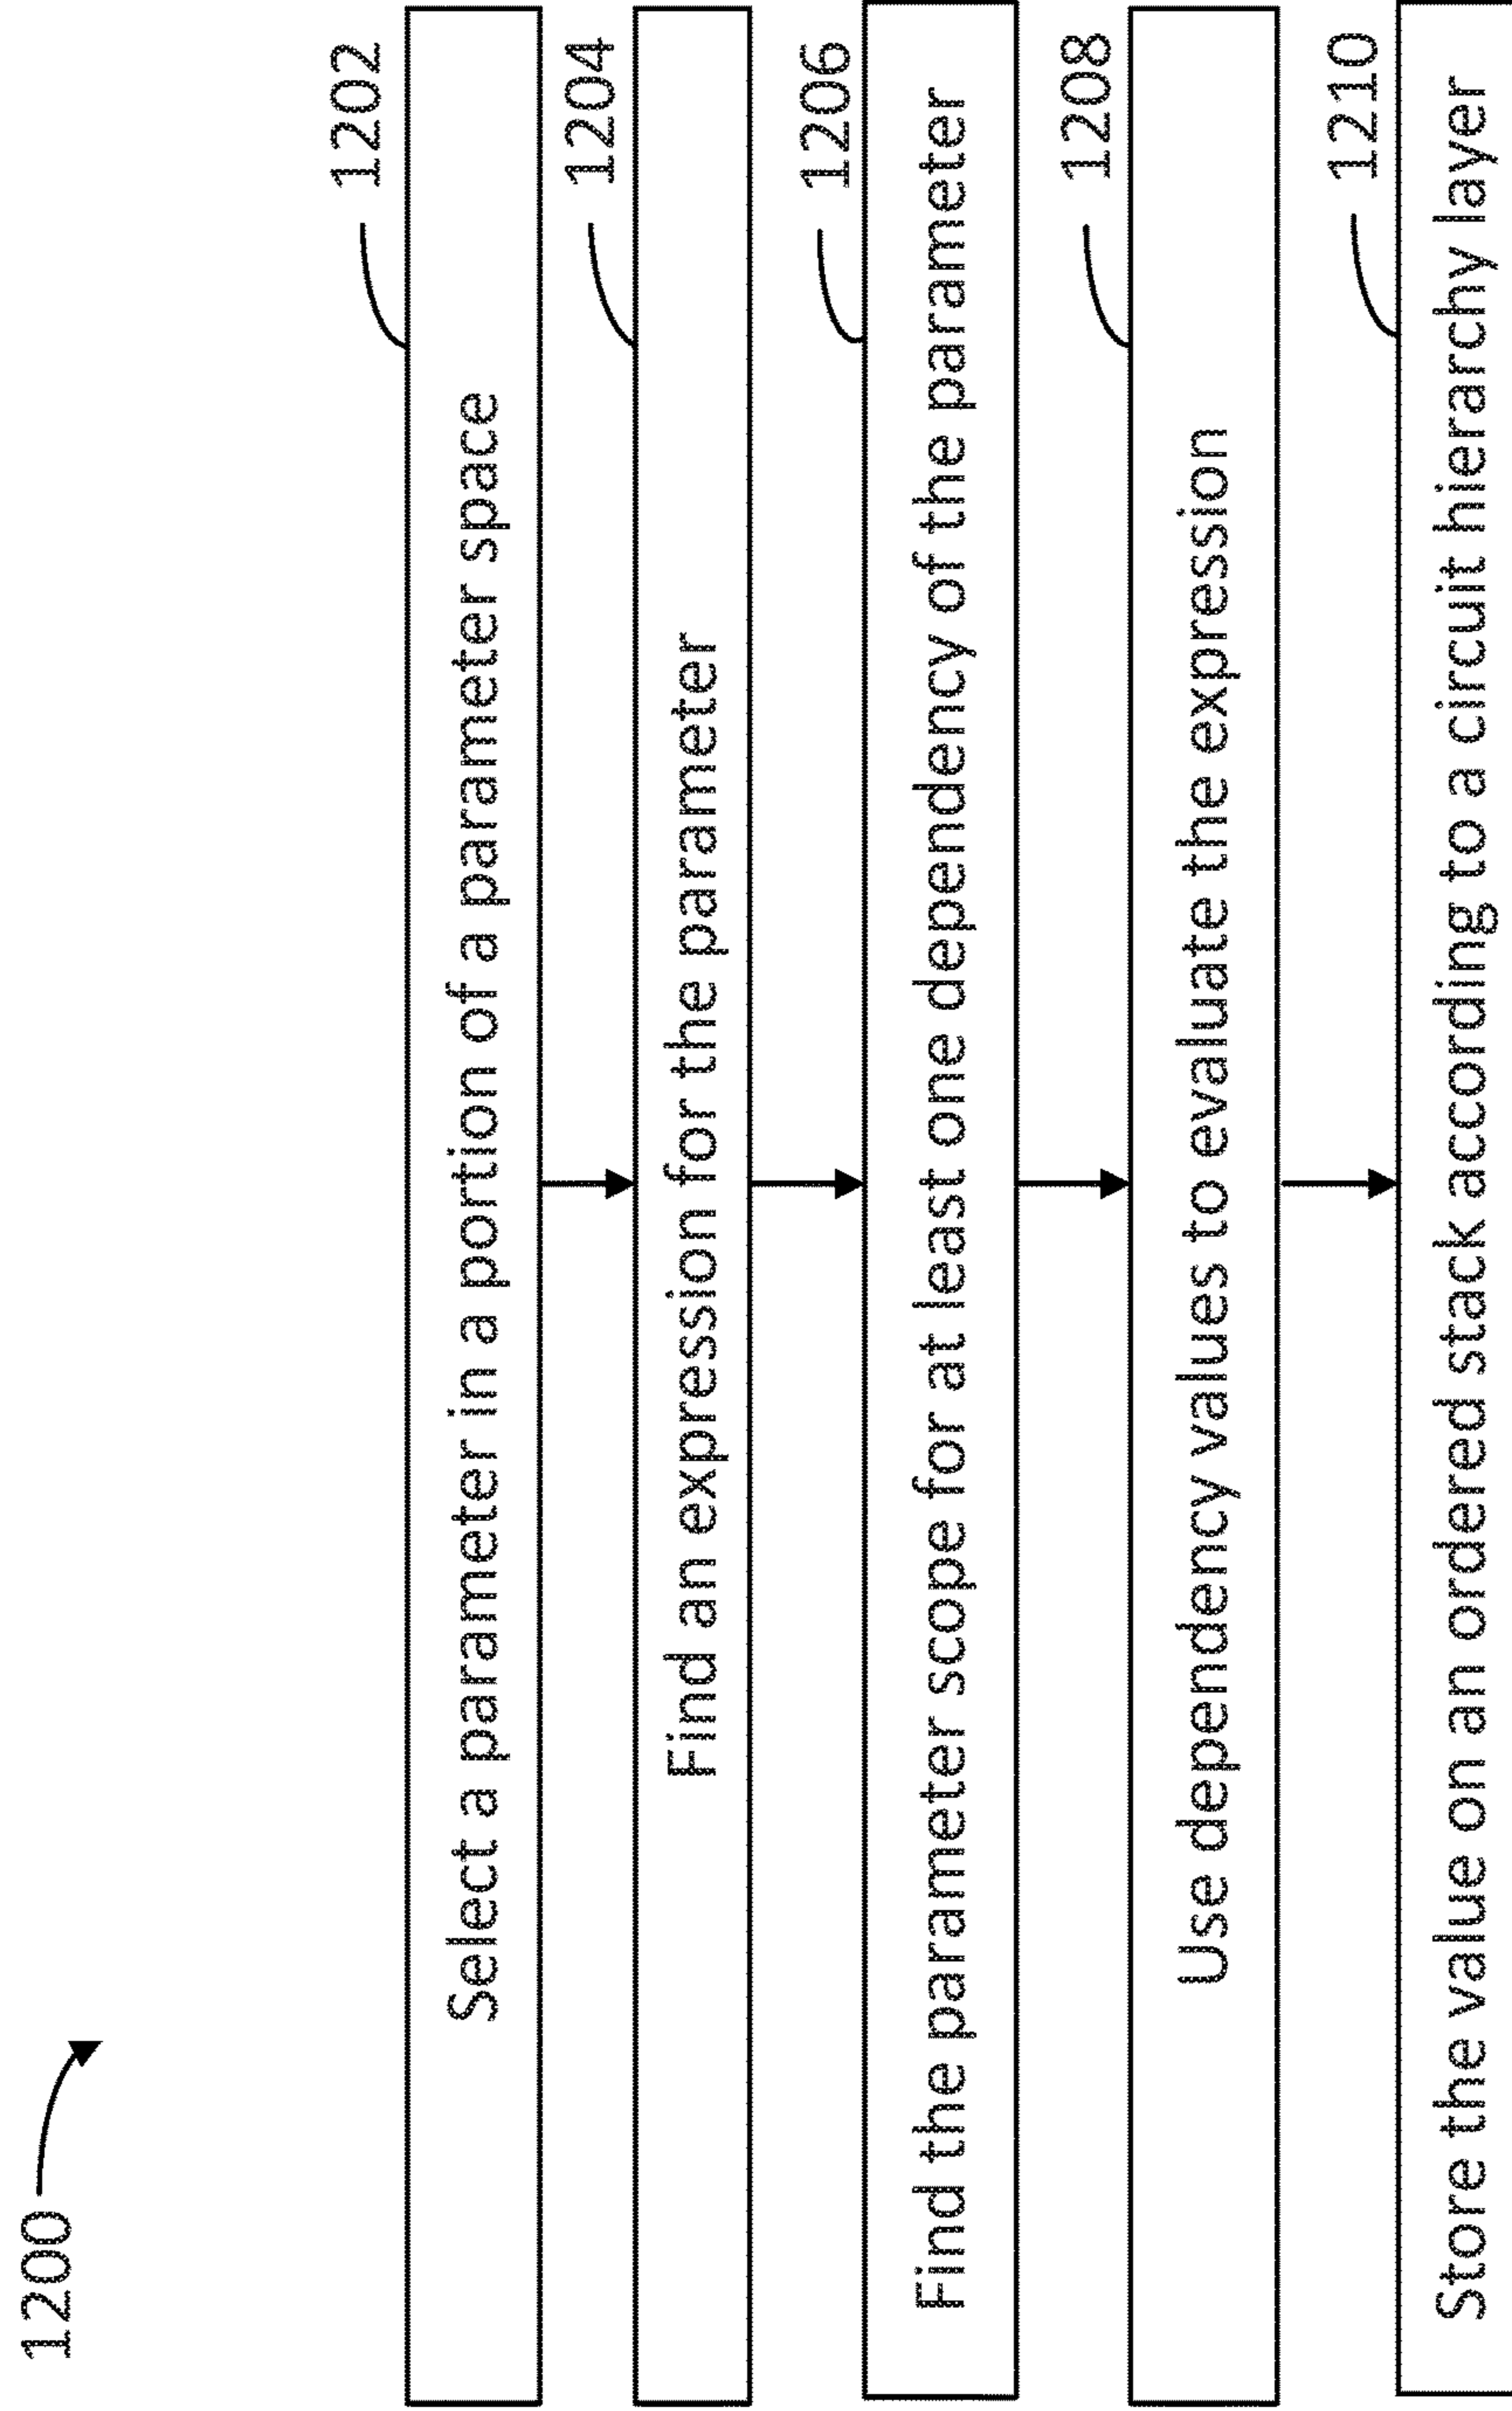 1200
1202
Select a parameter in a portion of a parameter space
1204
Find an expression for the parameter
1206
Find the parameter scope for at least one dependency of the parameter
1208
Use dependency values to evaluate the expression
1210
Store the value on an ordered stack according to a circuit hierarchy layer